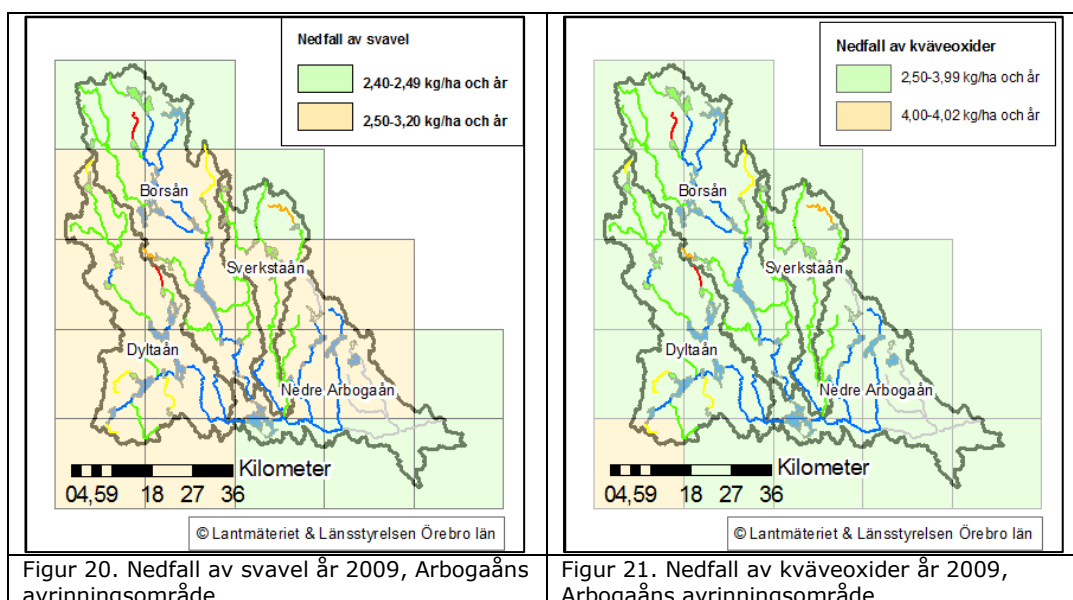 Nedfall av svavel
2,40-2,49 kg/ha och år
2,50-3,20 kg/ha och år
Borsån
Sverkstaån
Dyltaån
Nedre Arbogaån
Kilometer
04,59 18 27 36
© Lantmäteriet & Länsstyrelsen Örebro län
Figur 20. Nedfall av svavel år 2009, Arbogaåns
avrinningsområde
Nedfall av kväveoxider
2,50-3,99 kg/ha och år
4,00-4,02 kg/ha och år
Borsån
Sverkstaån
Dyltaån
Nedre Arbogaån
Kilometer
04,59 18 27 36
© Lantmäteriet & Länsstyrelsen Örebro län
Figur 21. Nedfall av kväveoxider år 2009,
Arbogaåns avrinningsområde